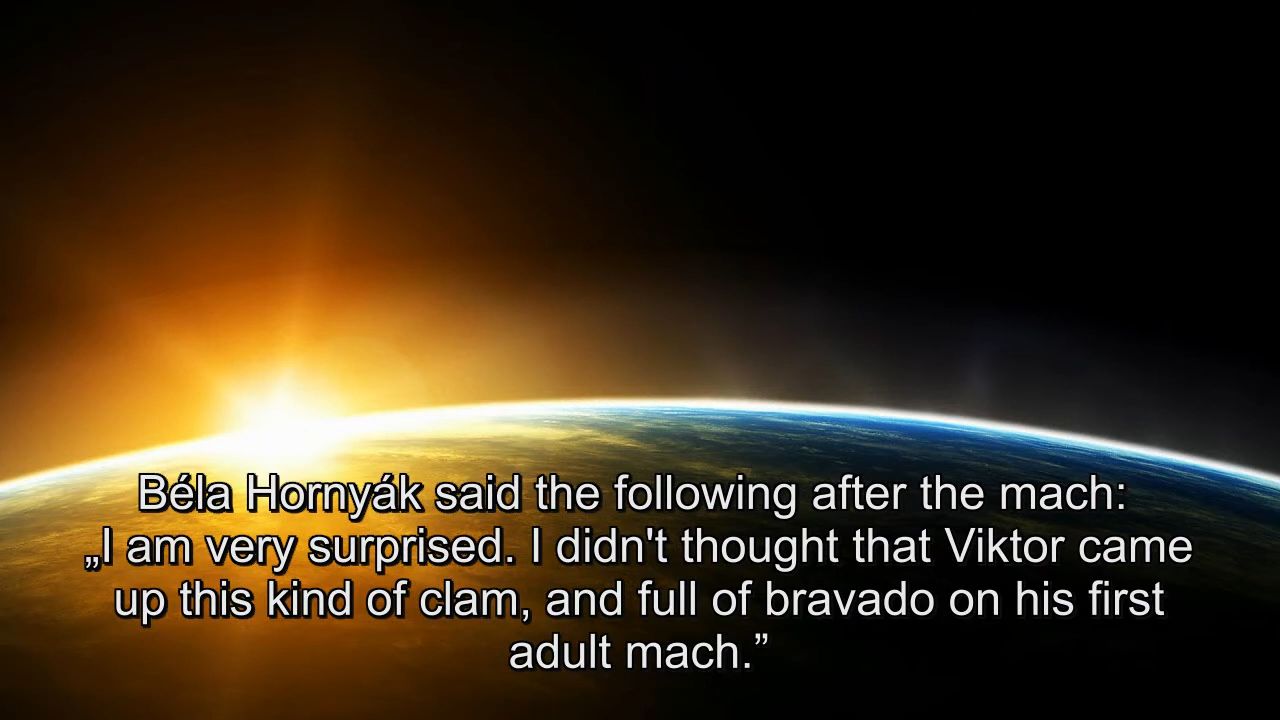 Béla Hornyák said the following after the mach:
„I am very surprised. I didn't thought that Viktor came
up this kind of clam, and full of bravado on his first
adult mach.”